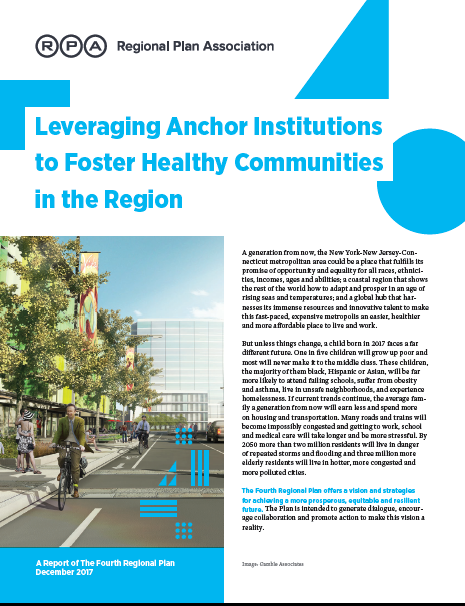 RPA Regional Plan Association
Leveraging Anchor Institutions
to Foster Healthy Communities
in the Region
A generation from now, the New York-New Jersey-Con-
necticut metropolitan area could be a place that fulfills its
promise of opportunity and equality for all races, ethnici-
ties, incomes, ages and abilities; a coastal region that shows
the rest of the world how to adapt and prosper in an age of
rising seas and temperatures; and a global hub that har-
nesses its immense resources and innovative talent to make
this fast-paced, expensive metropolis an easier, healthier
and more affordable place to live and work.
But unless things change, a child born in 2017 faces a far
different future. One in five children will grow up poor and
most will never make it to the middle class. These children,
the majority of them black, Hispanic or Asian, will be far
more likely to attend failing schools, suffer from obesity
and asthma, live in unsafe neighborhoods, and experience
homelessness. If current trends continue, the average fam-
ily a generation from now will earn less and spend more
on housing and transportation. Many roads and trains will
become impossibly congested and getting to work, school
and medical care will take longer and be more stressful. By
2050 more than two million residents will live in danger
of repeated storms and flooding and three million more
elderly residents will live in hotter, more congested and
more polluted cities.
The Fourth Regional Plan offers a vision and strategies
for achieving a more prosperous, equitable and resilient
future. The Plan is intended to generate dialogue, encour-
age collaboration and promote action to make this vision a
reality.
A Report of The Fourth Regional Plan
December 2017
Image: Gamble Associates